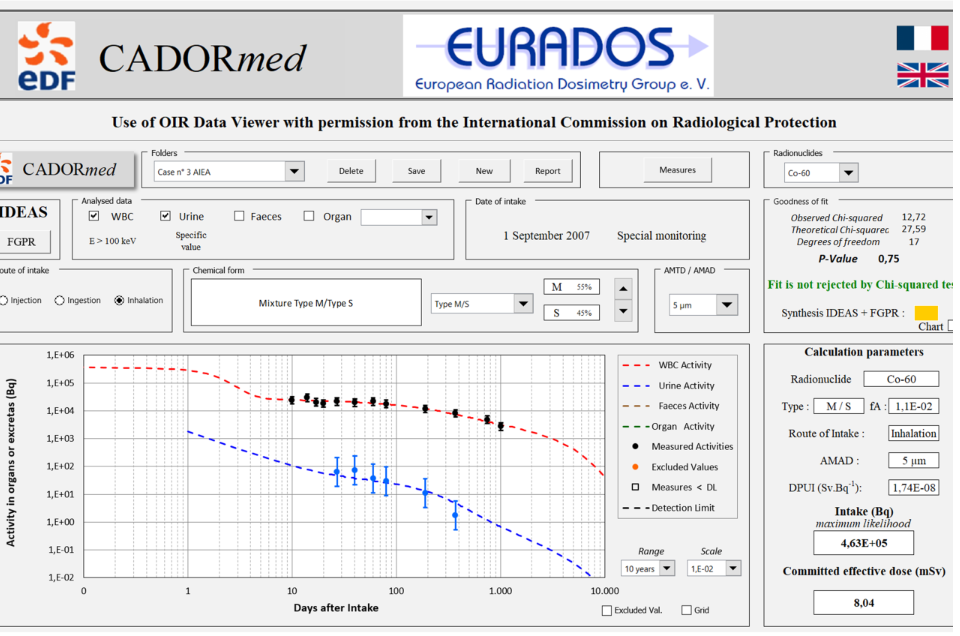 eDF
CADORmed
EURADOS
European Radiation Dosimetry Group e. V.
Use of OIR Data Viewer with permission from the International Commission on Radiological Protection
DF CADORmed
Folders
Case n° 3 AIEA
Delete
Save
New
Report
Measures
Radionuclides
Co-60
IDEAS
FGPR
Analysed data
WBC
Urine
Faeces
Organ
E > 100 keV
Specific
value
Date of intake
1 September 2007
Special monitoring
Goodness of fit
Observed Chi-squared 12,72
Theoretical Chi-squarec 27,59
Degrees of freedom 17
P-Value 0,75
Fit is not rejected by Chi-squared tes
Synthesis IDEAS + FGPR :
Chart
oute of intake
Injection
Ingestion
Inhalation
Chemical form
Mixture Type M/Type S
Type M/S
M 55%
S 45%
AMTD / AMAD
5 µm
Activity in organs or excretas (Bq)
1,E+06
1,E+05
1,E+04
1,E+03
1,E+02
1,E+01
1,E+00
1,E-01
1,E-02
0 1 10 100 1.000 10.000
Days after Intake
WBC Activity
Urine Activity
Faeces Activity
Organ Activity
Measured Activities
Excluded Values
Measures < DL
Detection Limit
Range
10 years
Scale
1,E-02
Excluded Val.
Grid
Calculation parameters
Radionuclide Co-60
Type : M / S fA : 1,1E-02
Route of Intake : Inhalation
AMAD : 5 µm
DPUI (Sv.Bq-1): 1,74E-08
Intake (Bq)
maximum likelihood
4,63E+05
Committed effective dose (mSv)
8,04